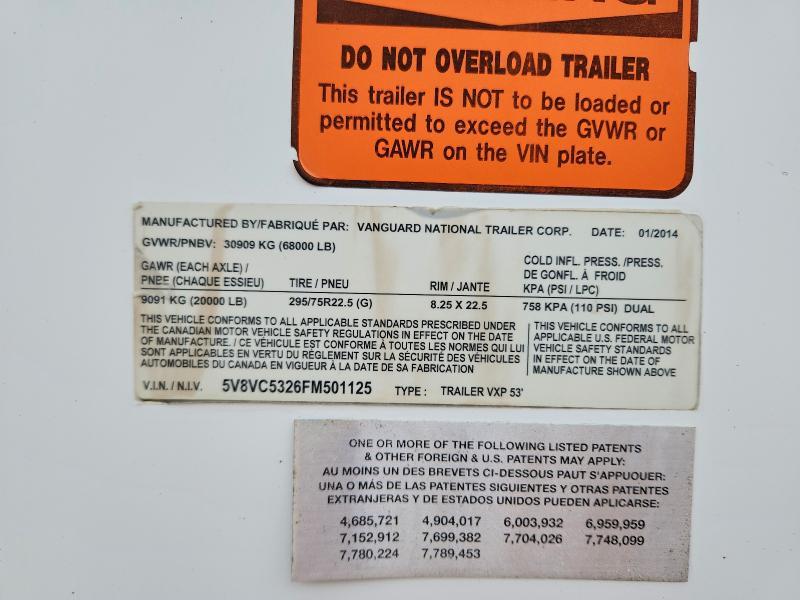 DO NOT OVERLOAD TRAILER
This trailer IS NOT to be loaded or
permitted to exceed the GVWR or
GAWR on the VIN plate.
MANUFACTURED BY/FABRIQUÉ PAR: VANGUARD NATIONAL TRAILER CORP. DATE: 01/2014
GVWR/PNBV: 30909 KG (68000 LB)
GAWR (EACH AXLE) /
PNBE (CHAQUE ESSIEU) TIRE / PNEU RIM / JANTE
COLD INFL. PRESS. /PRESS.
DE GONFL. À FROID
KPA (PSI / LPC)
9091 KG (20000 LB) 295/75R22.5 (G) 8.25 X 22.5 758 KPA (110 PSI) DUAL
THIS VEHICLE CONFORMS TO ALL APPLICABLE STANDARDS PRESCRIBED UNDER
THE CANADIAN MOTOR VEHICLE SAFETY REGULATIONS IN EFFECT ON THE DATE
OF MANUFACTURE. / CE VÉHICULE EST CONFORME À TOUTES LES NORMES QUI LUI
SONT APPLICABLES EN VERTU DU RÉGLEMENT SUR LA SÉCURITÉ DES VÉHICULES
AUTOMOBILES DU CANADA EN VIGUEUR À LA DATE DE SA FABRICATION
THIS VEHICLE CONFORMS TO ALL
APPLICABLE U.S. FEDERAL MOTOR
VEHICLE SAFETY STANDARDS
IN EFFECT ON THE DATE OF
MANUFACTURE SHOWN ABOVE
V.I.N. / N.I.V. 5V8VC5326FM501125 TYPE : TRAILER VXP 53'
ONE OR MORE OF THE FOLLOWING LISTED PATENTS
& OTHER FOREIGN & U.S. PATENTS MAY APPLY:
AU MOINS UN DES BREVETS CI-DESSOUS PAUT S'APPUOUER:
UNA O MÁS DE LAS PATENTES SIGUIENTES Y OTRAS PATENTES
EXTRANJERAS Y DE ESTADOS UNIDOS PUEDEN APLICARSE:
4,685,721 4,904,017 6,003,932 6,959,959
7,152,912 7,699,382 7,704,026 7,748,099
7,780,224 7,789,453